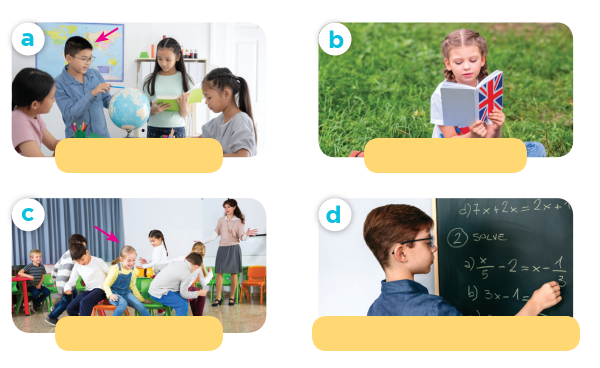 a
b
c
d
d) 7x + 2x = 2x +
2 SOLVE
a) x/5 - 2 = x - 1/3
b) 3x - 1 =